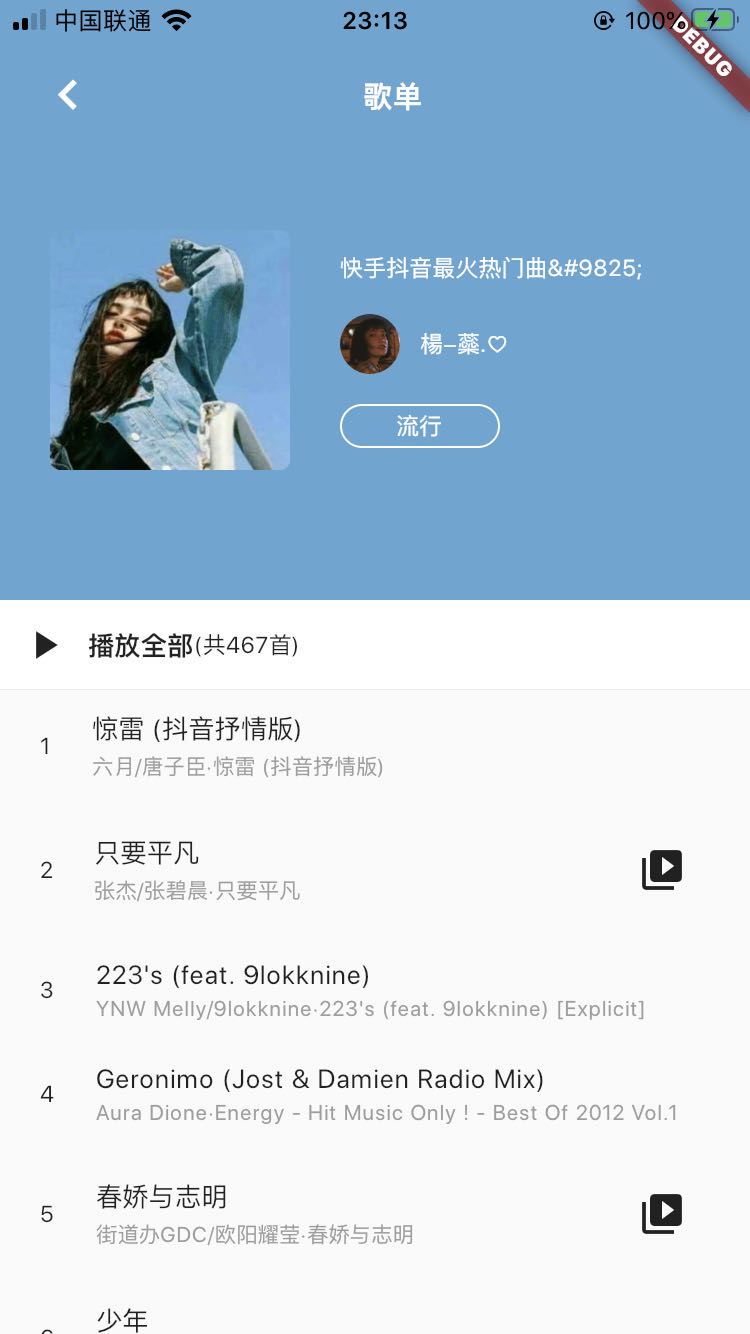 中国联通
23:13
100%
DEBUG
歌单
快手抖音最火热门曲&#9825;
楊–蘂.♡
流行
播放全部(共467首)
1
惊雷 (抖音抒情版)
六月/唐子臣·惊雷 (抖音抒情版)
2
只要平凡
张杰/张碧晨·只要平凡
3
223's (feat. 9lokknine)
YNW Melly/9lokknine·223's (feat. 9lokknine) [Explicit]
4
Geronimo (Jost & Damien Radio Mix)
Aura Dione·Energy - Hit Music Only ! - Best Of 2012 Vol.1
5
春娇与志明
街道办GDC/欧阳耀莹·春娇与志明
少年